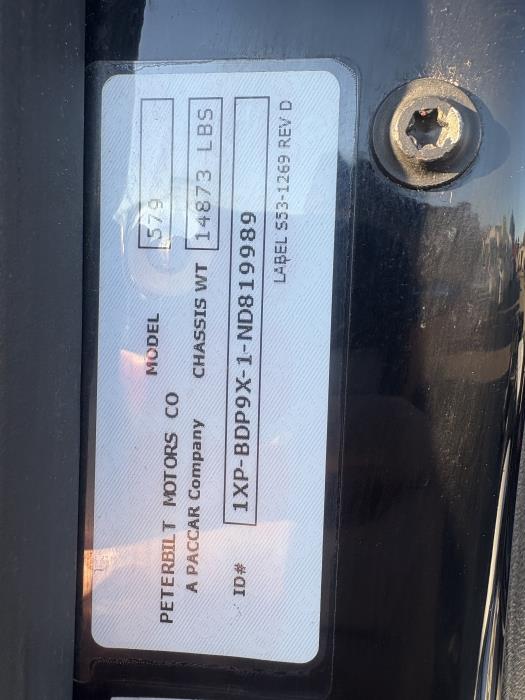 PETERBILT MOTORS CO MODEL 579
A PACCAR Company CHASSIS WT 14873 LBS
ID# 1XP-BDP9X-1-ND819989
LABEL S53-1269 REV D